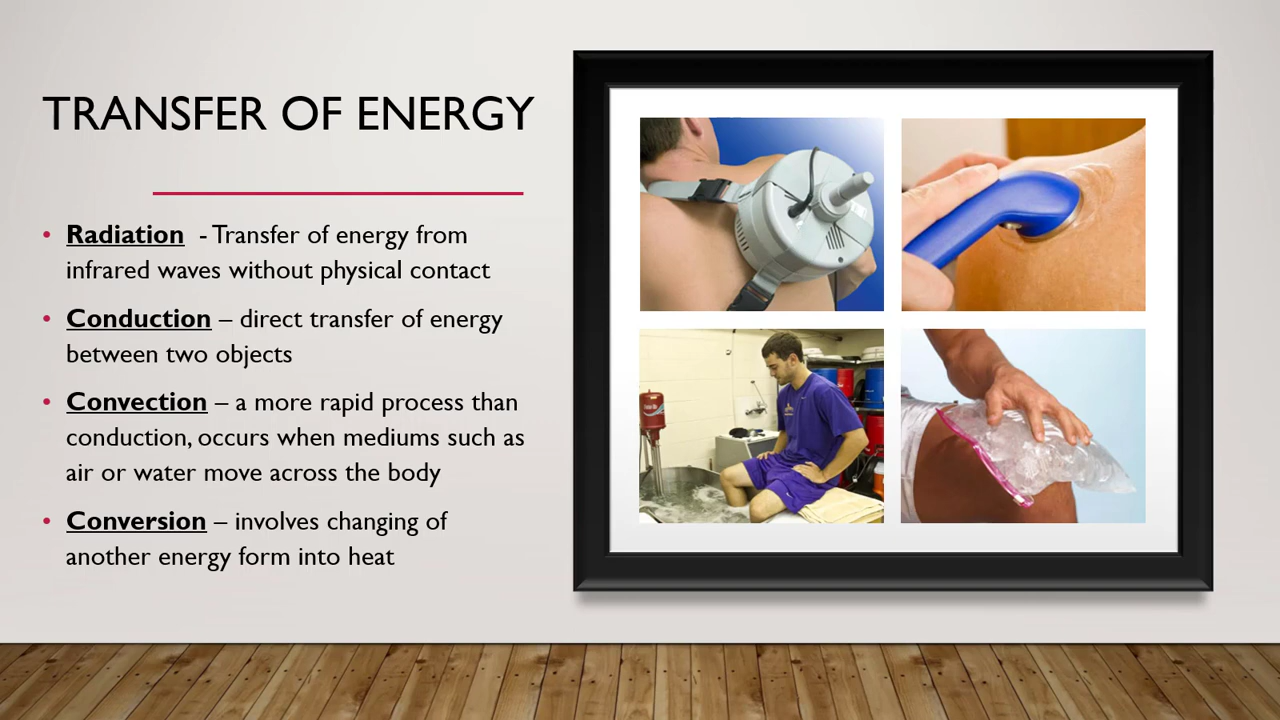 TRANSFER OF ENERGY
• Radiation - Transfer of energy from
infrared waves without physical contact
• Conduction – direct transfer of energy
between two objects
• Convection – a more rapid process than
conduction, occurs when mediums such as
air or water move across the body
• Conversion – involves changing of
another energy form into heat